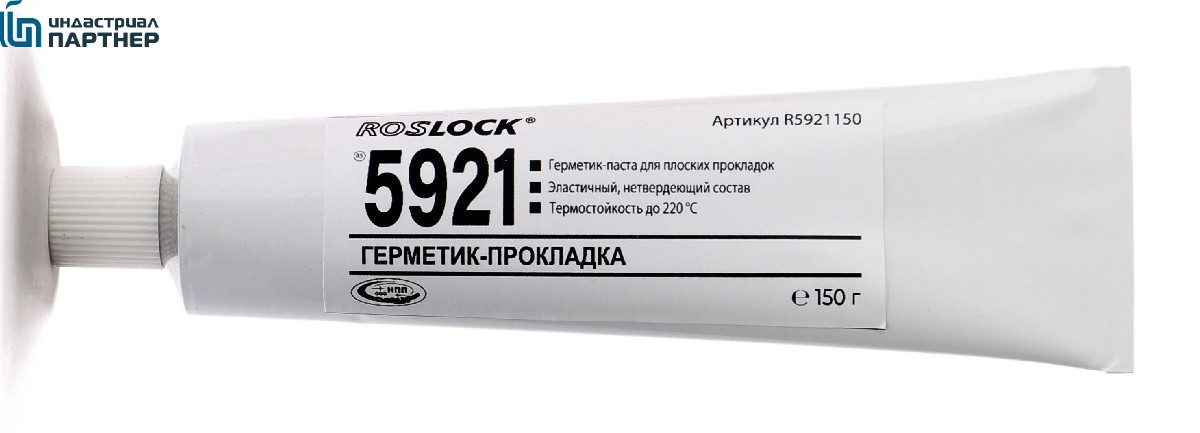 ИНДАСТРИАЛ
ПАРТНЕР
ROSLOCK®
Артикул R5921150
RS
5921
Герметик-паста для плоских прокладок
Эластичный, нетвердеющий состав
Термостойкость до 220 °С
ГЕРМЕТИК-ПРОКЛАДКА
НПП
℮ 150 г